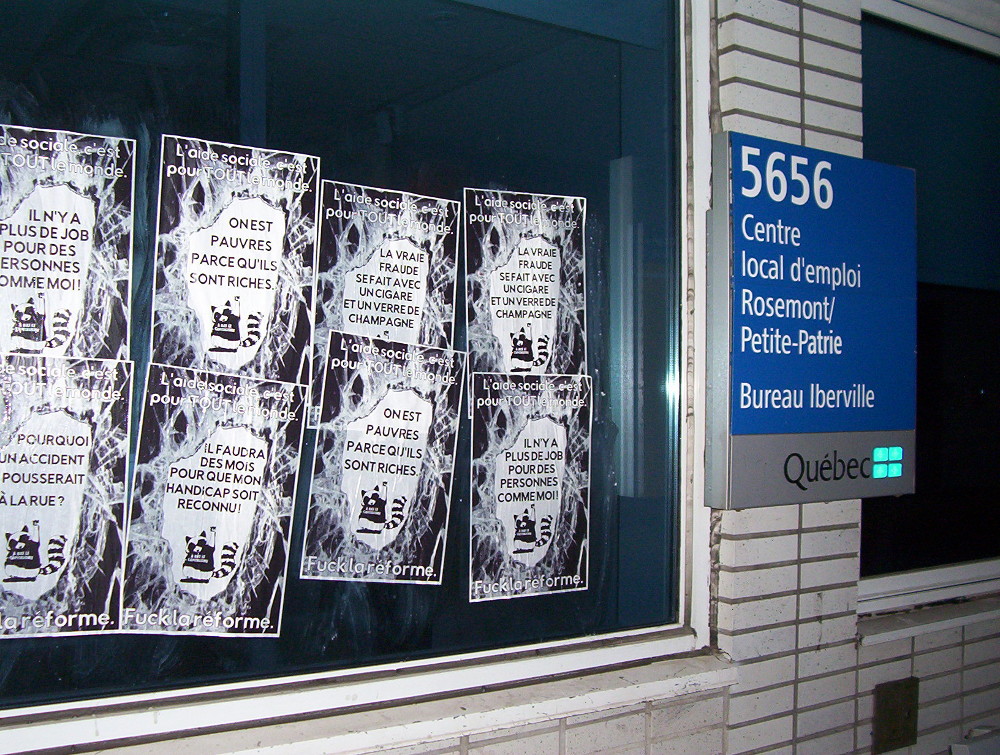 de sociale, c'est
TOUT le monde.
IL N'Y A
PLUS DE JOB
POUR DES
ERSONNES
OMME MOI!
L'aide sociale, c'est
pour TOUT le monde.
ON EST
PAUVRES
PARCE QU'ILS
SONT RICHES.
L'aide sociale, c'est
pour TOUT le monde.
LA VRAIE
FRAUDE
SE FAIT AVEC
UN CIGARE
ET UN VERRE DE
CHAMPAGNE
L'aide sociale, c'est
pour TOUT le monde.
LA VRAIE
FRAUDE
SE FAIT AVEC
UN CIGARE
ET UN VERRE DE
CHAMPAGNE
de sociale, c'est
TOUT le monde.
POURQUOI
UN ACCIDENT
POUSSERAIT
À LA RUE?
la réforme.
L'aide sociale, c'est
pour TOUT le monde.
IL FAUDRA
DES MOIS
POUR QUE MON
HANDICAP SOIT
RECONNU!
Fuck la réforme.
L'aide sociale, c'est
pour TOUT le monde.
ON EST
PAUVRES
PARCE QU'ILS
SONT RICHES.
Fuck la réforme.
L'aide sociale, c'est
pour TOUT le monde.
IL N'Y A
PLUS DE JOB
POUR DES
PERSONNES
COMME MOI!
Fuck la réforme.
5656
Centre
local d'emploi
Rosemont/
Petite-Patrie
Bureau Iberville
Québec